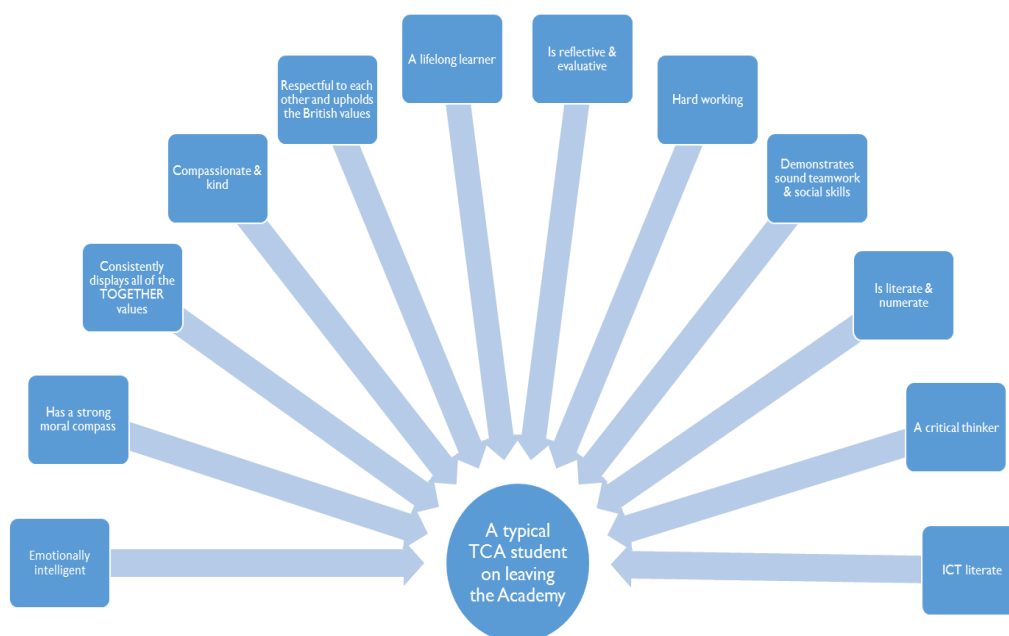 A lifelong learner
Is reflective &
evaluative
Respectful to each
other and upholds
the British values
Hard working
Compassionate &
kind
Demonstrates
sound teamwork
& social skills
Consistently
displays all of the
TOGETHER
values
Is literate &
numerate
Has a strong
moral compass
A critical thinker
Emotionally
intelligent
A typical
TCA student
on leaving
the Academy
ICT literate